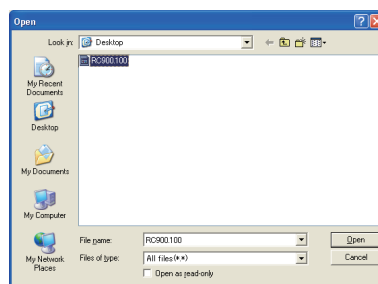 Open
Look in:
Desktop
RC900.100
My Recent
Documents
Desktop
My Documents
My Computer
My Network
Places
File name:
RC900.100
Open
Files of type:
All files(*.*)
Cancel
Open as read-only